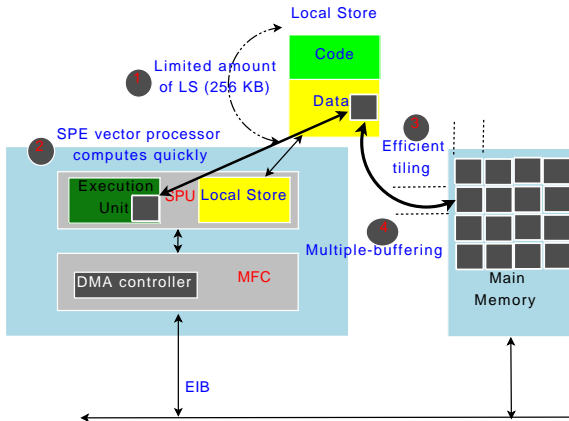 Local Store
Code
1
Limited amount
of LS (256 KB)
Data
3
2
SPE vector processor
computes quickly
Efficient
tiling
Execution
Unit
SPU
Local Store
4
Multiple-buffering
DMA controller
MFC
Main
Memory
EIB